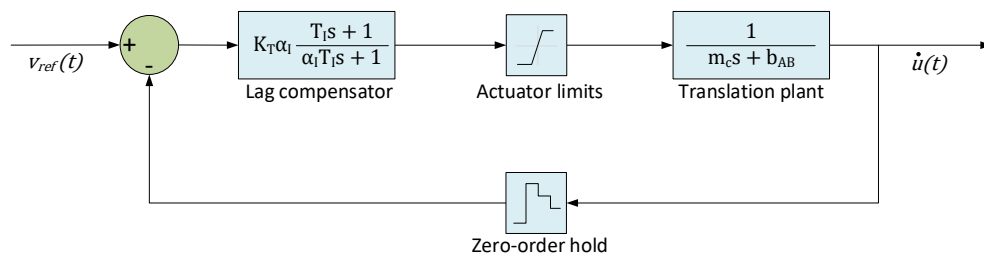 v_ref(t)
+
-
K_Tα_I (T_Is + 1)/(α_IT_Is + 1)
Lag compensator
Actuator limits
1/(m_cs + b_AB)
Translation plant
u̇(t)
Zero-order hold